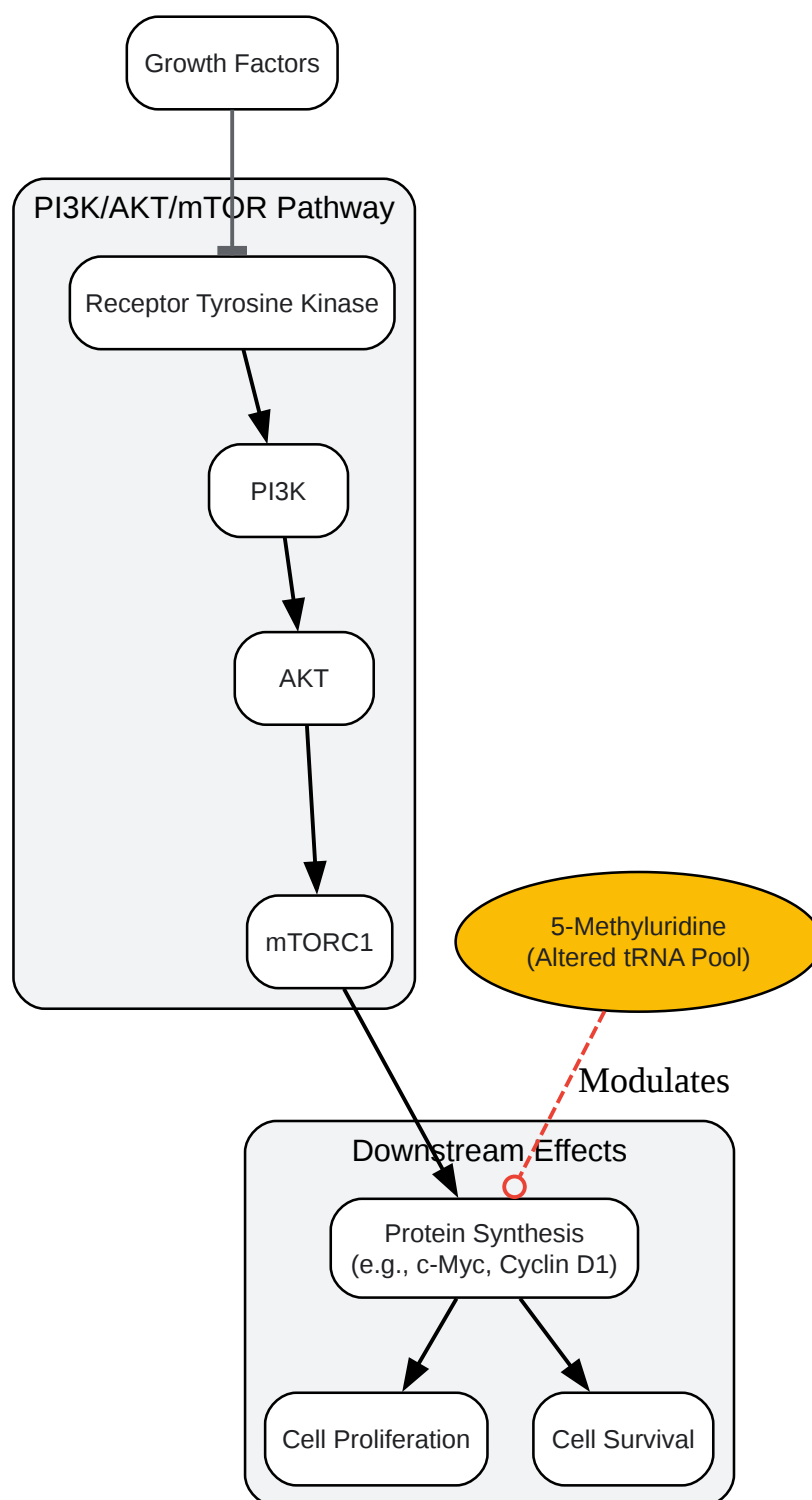 Growth Factors
PI3K/AKT/mTOR Pathway
Receptor Tyrosine Kinase
PI3K
AKT
mTORC1
5-Methyluridine
(Altered tRNA Pool)
Modulates
Downstream Effects
Protein Synthesis
(e.g., c-Myc, Cyclin D1)
Cell Proliferation
Cell Survival